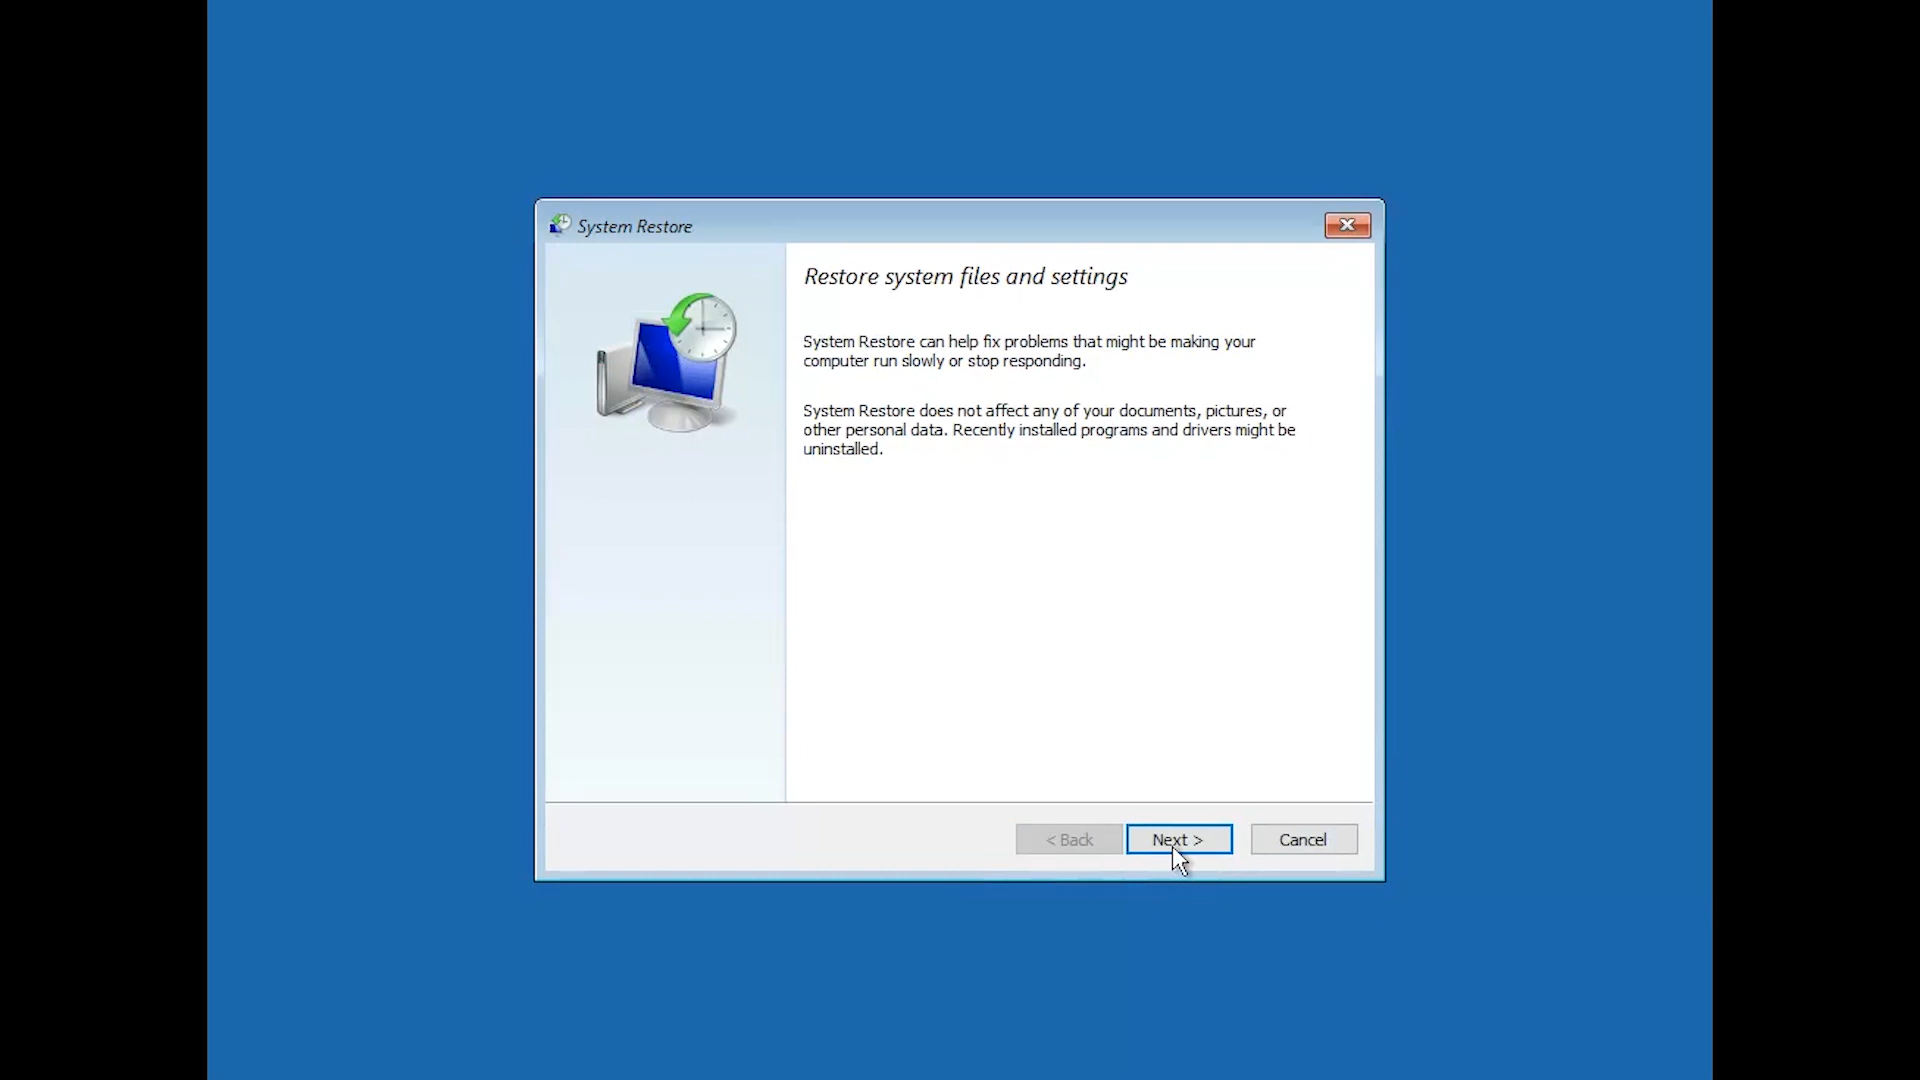 System Restore
Restore system files and settings
System Restore can help fix problems that might be making your
computer run slowly or stop responding.
System Restore does not affect any of your documents, pictures, or
other personal data. Recently installed programs and drivers might be
uninstalled.
< Back
Next >
Cancel